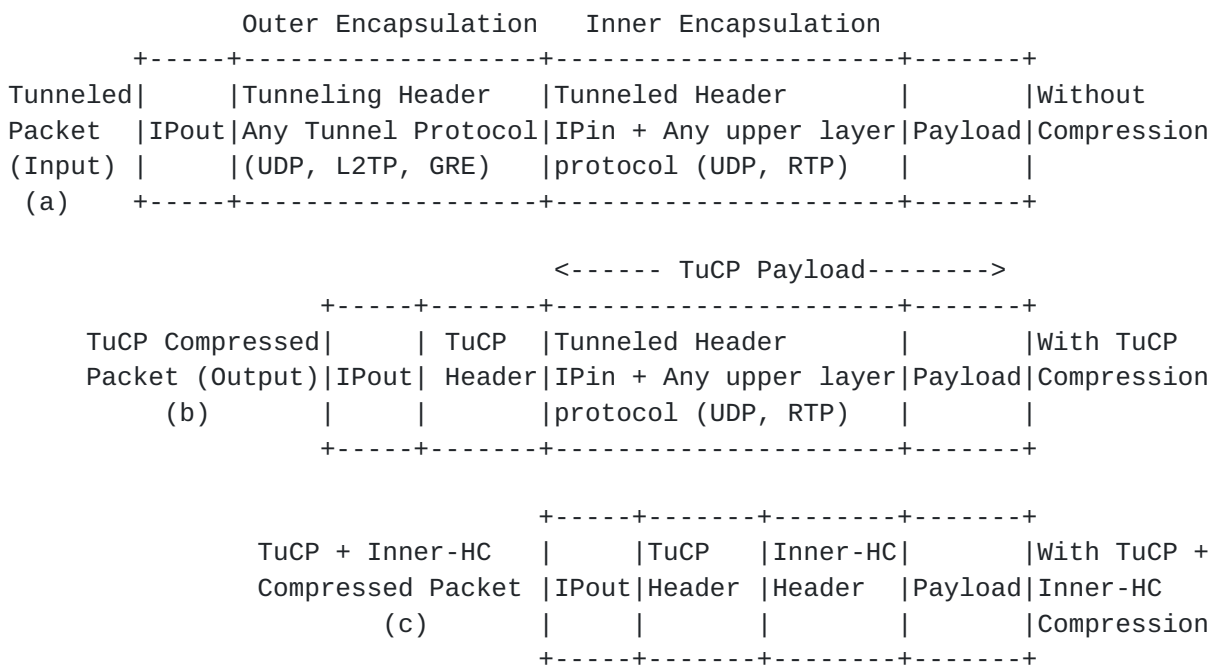 Outer Encapsulation   Inner Encapsulation
        +-----+-------------------+----------------------+-------+
Tunneled|     |Tunneling Header   |Tunneled Header       |       |Without
Packet  |IPout|Any Tunnel Protocol|IPin + Any upper layer|Payload|Compression
(Input) |     |(UDP, L2TP, GRE)   |protocol (UDP, RTP)   |       |
 (a)    +-----+-------------------+----------------------+-------+

                                   <------ TuCP Payload-------->
                    +-----+-------+----------------------+-------+
     TuCP Compressed|     | TuCP  |Tunneled Header       |       |With TuCP
     Packet (Output)|IPout| Header|IPin + Any upper layer|Payload|Compression
          (b)       |     |       |protocol (UDP, RTP)   |       |
                    +-----+-------+----------------------+-------+

                                  +-----+-------+--------+-------+
                TuCP + Inner-HC   |     |TuCP   |Inner-HC|       |With TuCP +
                Compressed Packet |IPout|Header |Header  |Payload|Inner-HC
                        (c)       |     |       |        |       |Compression
                                  +-----+-------+--------+-------+